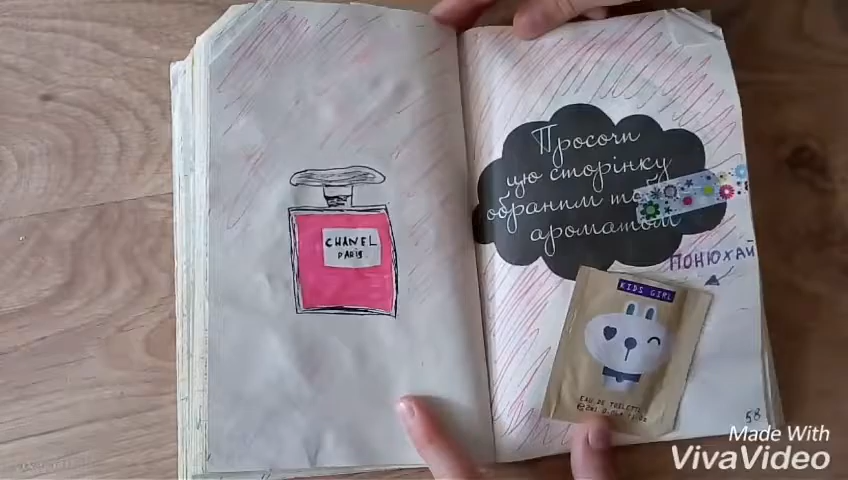 CHANEL
PARIS
Просочи
цю сторінку
обраним
ароматом
ПОНЮХАЙ
KIDS GIRL
EAU DE TOILETTE
58
Made With
VivaVideo